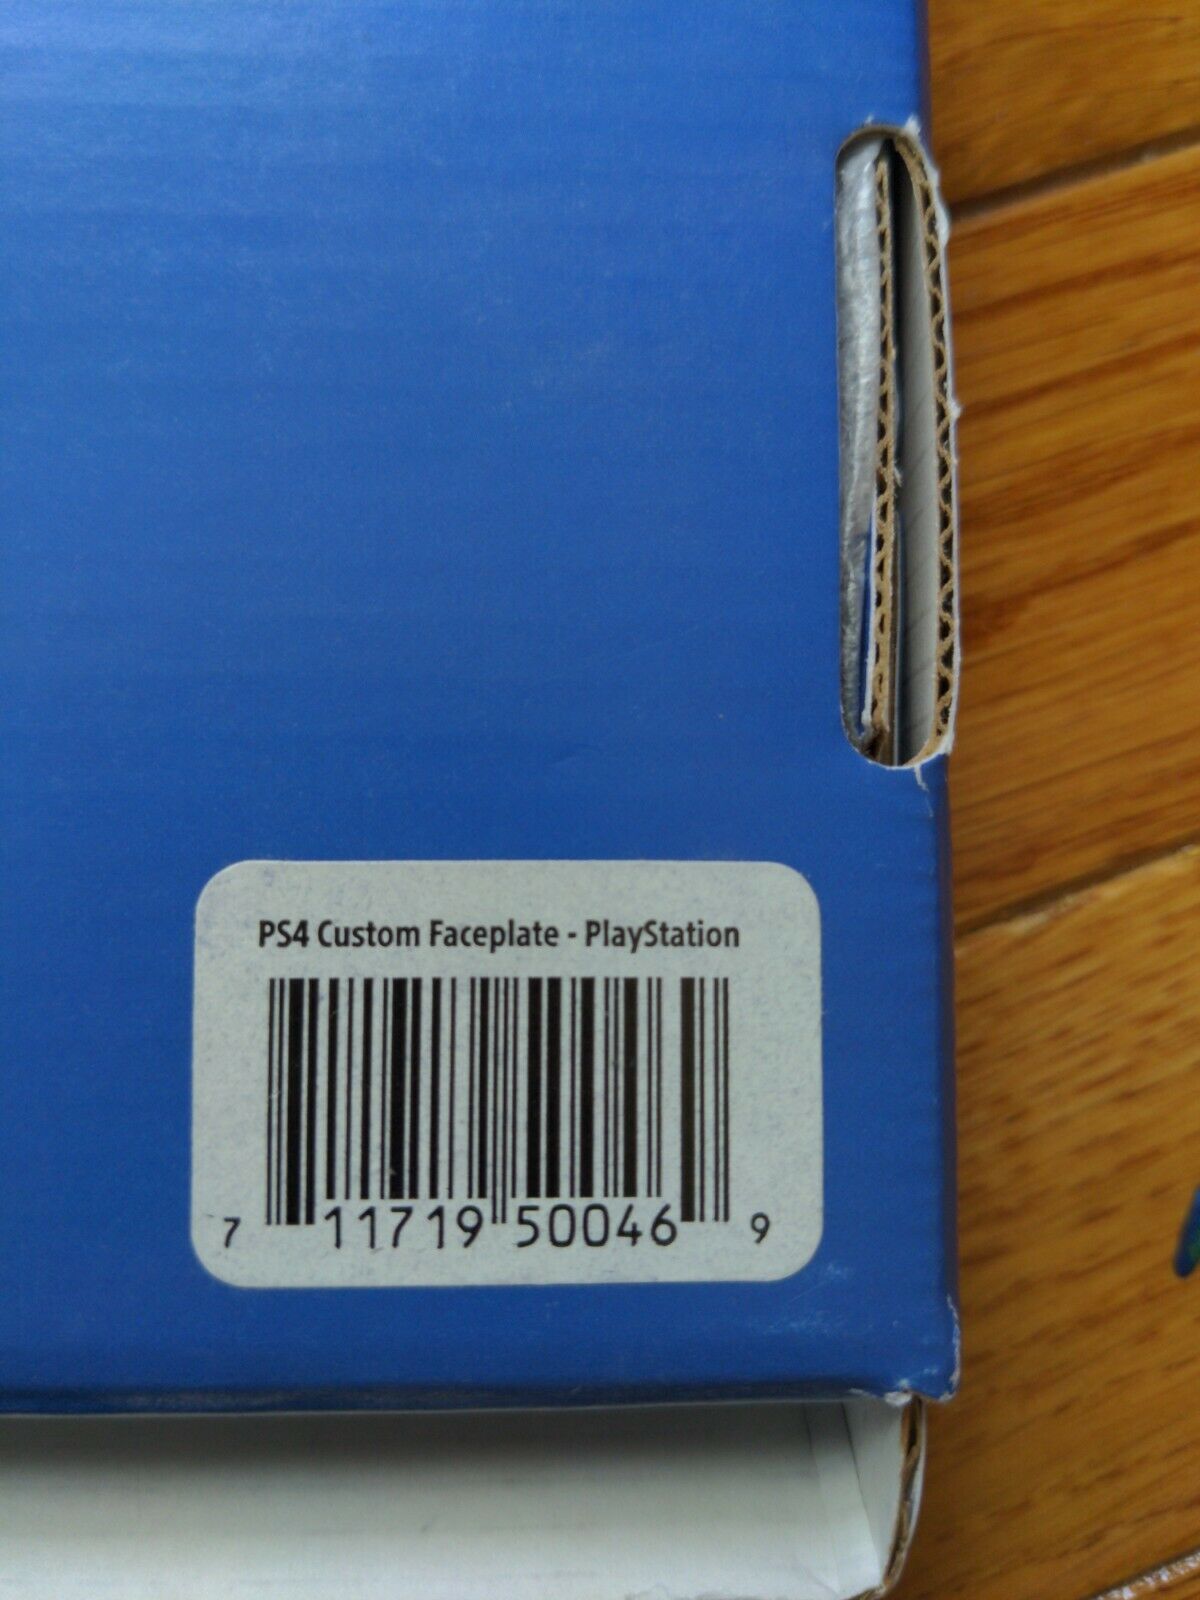 PS4 Custom Faceplate - PlayStation
7 11719 50046 9